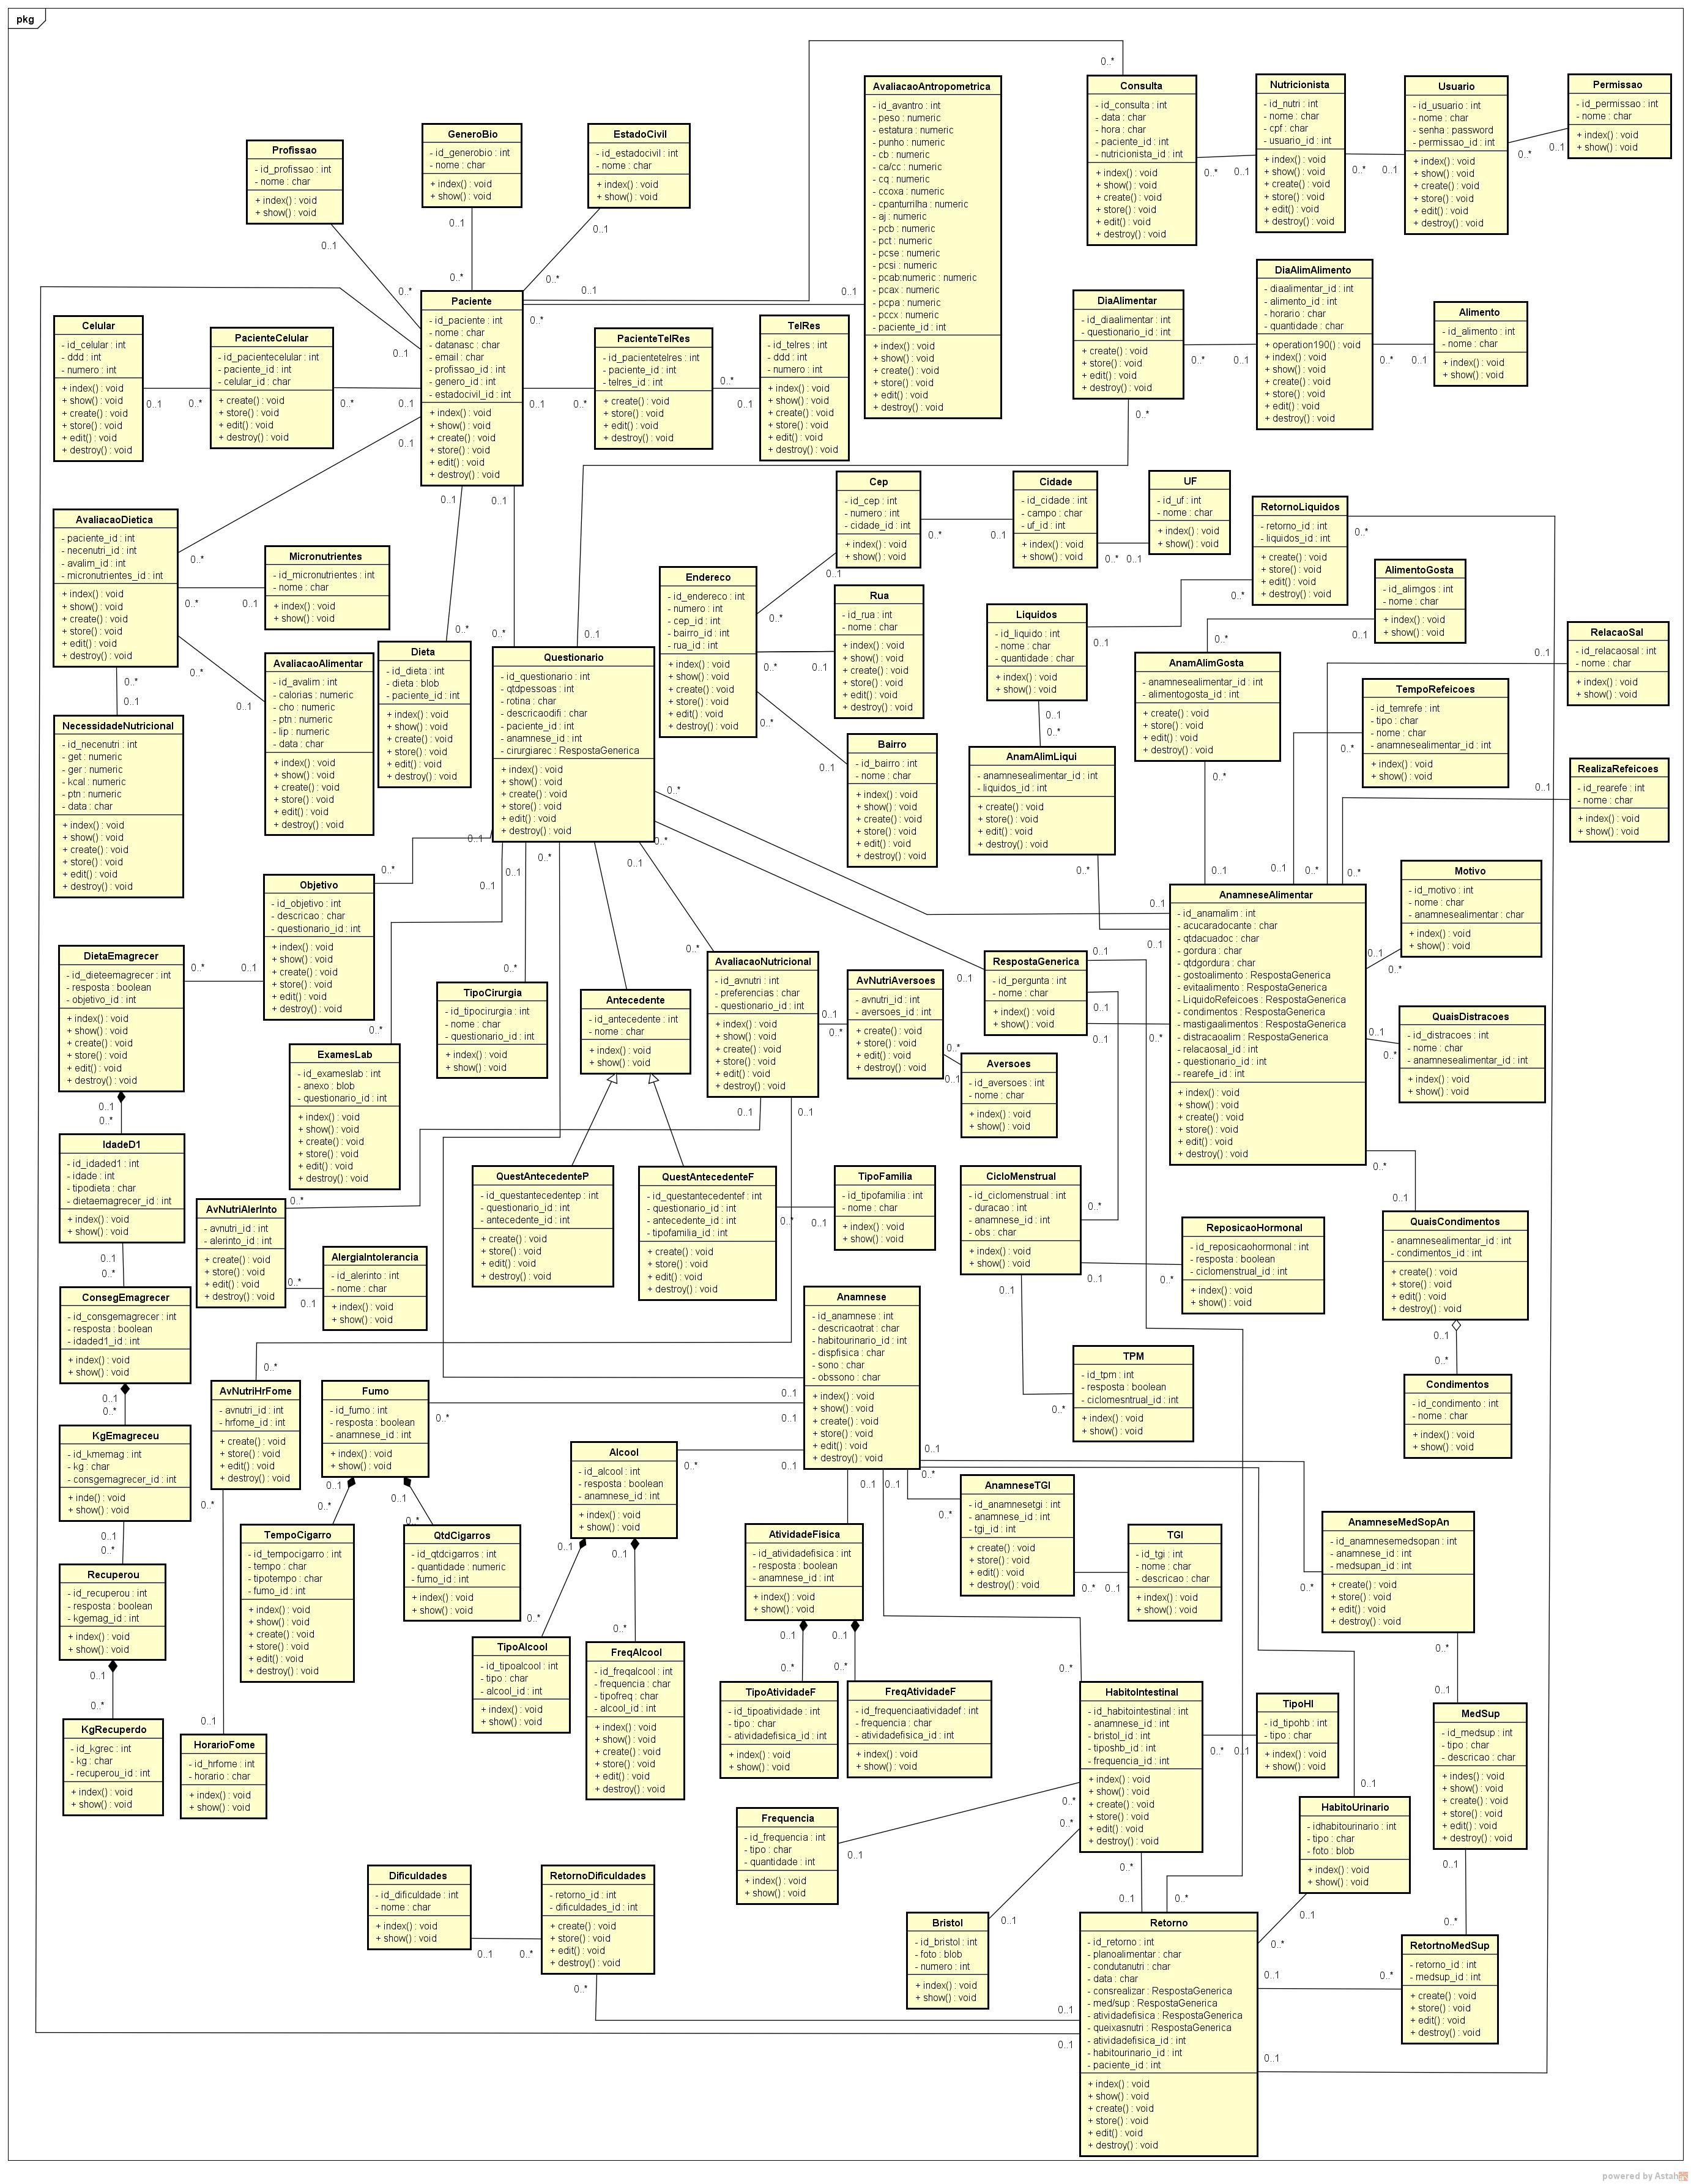 pkg
Profissao
- id_profissao : int
- nome : char
+ index() : void
+ show() : void
GeneroBio
- id_generobio : int
- nome : char
+ index() : void
+ show() : void
EstadoCivil
- id_estadocivil : int
- nome : char
+ index() : void
+ show() : void
AvaliacaoAntropometrica
- id_avantro : int
- peso : numeric
- estatura : numeric
- punho : numeric
- cb : numeric
- ca/cc : numeric
- cq : numeric
- ccoxa : numeric
- cpanturrilha : numeric
- aj : numeric
- pcb : numeric
- pct : numeric
- pcse : numeric
- pcsi : numeric
- pcab:numeric : numeric
- pcax : numeric
- pcpa : numeric
- pccx : numeric
- paciente_id : int
+ index() : void
+ show() : void
+ create() : void
+ store() : void
+ edit() : void
+ destroy() : void
Consulta
- id_consulta : int
- data : char
- hora : char
- paciente_id : int
- nutricionista_id : int
+ index() : void
+ show() : void
+ create() : void
+ store() : void
+ edit() : void
+ destroy() : void
Nutricionista
- id_nutri : int
- nome : char
- cpf : char
- usuario_id : int
+ index() : void
+ show() : void
+ create() : void
+ store() : void
+ edit() : void
+ destroy() : void
Usuario
- id_usuario : int
- nome : char
- senha : password
- permissao_id : int
+ index() : void
+ show() : void
+ create() : void
+ store() : void
+ edit() : void
+ destroy() : void
Permissao
- id_permissao : int
- nome : char
+ index() : void
+ show() : void
Celular
- id_celular : int
- ddd : int
- numero : int
+ index() : void
+ show() : void
+ create() : void
+ store() : void
+ edit() : void
+ destroy() : void
PacienteCelular
- id_pacientecelular : int
- paciente_id : int
- celular_id : char
+ create() : void
+ store() : void
+ edit() : void
+ destroy() : void
Paciente
- id_paciente : int
- nome : char
- datanasc : char
- email : char
- profissao_id : int
- genero_id : int
- estadocivil_id : int
+ index() : void
+ show() : void
+ create() : void
+ store() : void
+ edit() : void
+ destroy() : void
PacienteTelRes
- id_pacientetelres : int
- paciente_id : int
- telres_id : int
+ create() : void
+ store() : void
+ edit() : void
+ destroy() : void
TelRes
- id_telres : int
- ddd : int
- numero : int
+ index() : void
+ show() : void
+ create() : void
+ store() : void
+ edit() : void
+ destroy() : void
DiaAlimentar
- id_diaalimentar : int
- questionario_id : int
+ create() : void
+ store() : void
+ edit() : void
+ destroy() : void
DiaAlimAlimento
- diaalimentar_id : int
- alimento_id : int
- horario : char
- quantidade : char
+ operation190() : void
+ index() : void
+ show() : void
+ create() : void
+ store() : void
+ edit() : void
+ destroy() : void
Alimento
- id_alimento : int
- nome : char
+ index() : void
+ show() : void
AvaliacaoDietica
- paciente_id : int
- necenutri_id : int
- avalim_id : int
- micronutrientes_id : int
+ index() : void
+ show() : void
+ create() : void
+ store() : void
+ edit() : void
+ destroy() : void
Micronutrientes
- id_micronutrientes : int
- nome : char
+ index() : void
+ show() : void
AvaliacaoAlimentar
- id_avalim : int
- calorias : numeric
- cho : numeric
- ptn : numeric
- lip : numeric
- data : char
+ index() : void
+ show() : void
+ create() : void
+ store() : void
+ edit() : void
+ destroy() : void
Dieta
- id_dieta : int
- dieta : blob
- paciente_id : int
+ index() : void
+ show() : void
+ create() : void
+ store() : void
+ edit() : void
+ destroy() : void
NecessidadeNutricional
- id_necenutri : int
- get : numeric
- ger : numeric
- kcal : numeric
- ptn : numeric
- data : char
+ index() : void
+ show() : void
+ create() : void
+ store() : void
+ edit() : void
+ destroy() : void
Questionario
- id_questionario : int
- qtdpessoas : int
- rotina : char
- descricaodifi : char
- paciente_id : int
- anamnese_id : int
- cirurgiarec : RespostaGenerica
+ index() : void
+ show() : void
+ create() : void
+ store() : void
+ edit() : void
+ destroy() : void
Endereco
- id_endereco : int
- numero : int
- cep_id : int
- bairro_id : int
- rua_id : int
+ index() : void
+ show() : void
+ create() : void
+ store() : void
+ edit() : void
+ destroy() : void
Cep
- id_cep : int
- numero : int
- cidade_id : int
+ index() : void
+ show() : void
Cidade
- id_cidade : int
- campo : char
- uf_id : int
+ index() : void
+ show() : void
UF
- id_uf : int
- nome : char
+ index() : void
+ show() : void
Rua
- id_rua : int
- nome : char
+ index() : void
+ show() : void
+ create() : void
+ store() : void
+ edit() : void
+ destroy() : void
Bairro
- id_bairro : int
- nome : char
+ index() : void
+ show() : void
+ create() : void
+ store() : void
+ edit() : void
+ destroy() : void
RetornoLiquidos
- retorno_id : int
- liquidos_id : int
+ create() : void
+ store() : void
+ edit() : void
+ destroy() : void
AlimentoGosta
- id_alimgos : int
- nome : char
+ index() : void
+ show() : void
Liquidos
- id_liquido : int
- nome : char
- quantidade : char
+ index() : void
+ show() : void
AnamAlimGosta
- anamnesealimentar_id : int
- alimentogosta_id : int
+ create() : void
+ store() : void
+ edit() : void
+ destroy() : void
RelacaoSal
- id_relacaosal : int
- nome : char
+ index() : void
+ show() : void
TempoRefeicoes
- id_temrefe : int
- tipo : char
- anamnesealimentar_id : int
+ index() : void
+ show() : void
AnamAlimLiqui
- anamnesealimentar_id : int
- liquidos_id : int
+ create() : void
+ store() : void
+ edit() : void
+ destroy() : void
RealizaRefeicoes
- id_rearefe : int
- nome : char
+ index() : void
+ show() : void
Objetivo
- id_objetivo : int
- descricao : char
- questionario_id : int
+ index() : void
+ show() : void
+ create() : void
+ store() : void
+ edit() : void
+ destroy() : void
DietaEmagrecer
- id_dieteemagrecer : int
- resposta : boolean
- objetivo_id : int
+ index() : void
+ show() : void
+ create() : void
+ store() : void
+ edit() : void
+ destroy() : void
ExamesLab
- id_exameslab : int
- anexo : blob
- questionario_id : int
+ index() : void
+ show() : void
+ create() : void
+ store() : void
+ edit() : void
+ destroy() : void
TipoCirurgia
- id_tipocirurgia : int
- nome : char
- questionario_id : int
+ index() : void
+ show() : void
Antecedente
- id_antecedente : int
- nome : char
+ index() : void
+ show() : void
AvaliacaoNutricional
- id_avnutri : int
- preferencias : char
- questionario_id : int
+ index() : void
+ show() : void
+ create() : void
+ store() : void
+ edit() : void
+ destroy() : void
AvNutriAversoes
- avnutri_id : int
- aversoes_id : int
+ create() : void
+ store() : void
+ edit() : void
+ destroy() : void
Aversoes
- id_aversoes : int
- nome : char
+ index() : void
+ show() : void
RespostaGenerica
- id_pergunta : int
- nome : char
+ index() : void
+ show() : void
AnamneseAlimentar
- id_anamalim : int
- acucaradocante : char
- qtdacuadoc : char
- gordura : char
- qtdgordura : char
- gostoalimento : RespostaGenerica
- evitaalimento : RespostaGenerica
- LiquidoRefeicoes : RespostaGenerica
- condimentos : RespostaGenerica
- mastigaalimentos : RespostaGenerica
- distracaoalim : RespostaGenerica
- relacaosal_id : int
- questionario_id : int
- rearefe_id : int
+ index() : void
+ show() : void
+ create() : void
+ store() : void
+ edit() : void
+ destroy() : void
Motivo
- id_motivo : int
- nome : char
- anamnesealimentar : char
+ index() : void
+ show() : void
QuaisDistracoes
- id_distracoes : int
- nome : char
- anamnesealimentar_id : int
+ index() : void
+ show() : void
IdadeD1
- id_idaded1 : int
- idade : int
- tipodieta : char
- dietaemagrecer_id : int
+ index() : void
+ show() : void
AvNutriAlerInto
- avnutri_id : int
- alerinto_id : int
+ create() : void
+ store() : void
+ edit() : void
+ destroy() : void
AlergiaIntolerancia
- id_alerinto : int
- nome : char
+ index() : void
+ show() : void
QuestAntecedenteP
- id_questantecedentep : int
- questionario_id : int
- antecedente_id : int
+ create() : void
+ store() : void
+ edit() : void
+ destroy() : void
QuestAntecedenteF
- id_questantecedentef : int
- questionario_id : int
- antecedente_id : int
- tipofamilia_id : int
+ create() : void
+ store() : void
+ edit() : void
+ destroy() : void
TipoFamilia
- id_tipofamilia : int
- nome : char
+ index() : void
+ show() : void
CicloMenstrual
- id_ciclomenstrual : int
- duracao : int
- anamnese_id : int
- obs : char
+ index() : void
+ show() : void
ReposicaoHormonal
- id_reposicaohormonal : int
- resposta : boolean
- ciclomenstrual_id : int
+ index() : void
+ show() : void
QuaisCondimentos
- anamnesealimentar_id : int
- condimentos_id : int
+ create() : void
+ store() : void
+ edit() : void
+ destroy() : void
ConsegEmagrecer
- id_consgemagrecer : int
- resposta : boolean
- idaded1_id : int
+ index() : void
+ show() : void
AvNutriHrFome
- avnutri_id : int
- hrfome_id : int
+ create() : void
+ store() : void
+ edit() : void
+ destroy() : void
Fumo
- id_fumo : int
- resposta : boolean
- anamnese_id : int
+ index() : void
+ show() : void
Anamnese
- id_anamnese : int
- descricaotrat : char
- habitourinario_id : int
- dispfisica : char
- sono : char
- obssono : char
+ index() : void
+ show() : void
+ create() : void
+ store() : void
+ edit() : void
+ destroy() : void
TPM
- id_tpm : int
- resposta : boolean
- ciclomesntrual_id : int
+ index() : void
+ show() : void
Condimentos
- id_condimento : int
- nome : char
+ index() : void
+ show() : void
KgEmagreceu
- id_kmemag : int
- kg : char
- consgemagrecer_id : int
+ inde() : void
+ show() : void
Alcool
- id_alcool : int
- resposta : boolean
- anamnese_id : int
+ index() : void
+ show() : void
TempoCigarro
- id_tempocigarro : int
- tempo : char
- tipotempo : char
- fumo_id : int
+ index() : void
+ show() : void
+ create() : void
+ store() : void
+ edit() : void
+ destroy() : void
QtdCigarros
- id_qtdcigarros : int
- quantidade : numeric
- fumo_id : int
+ index() : void
+ show() : void
AtividadeFisica
- id_atividadefisica : int
- resposta : boolean
- anamnese_id : int
+ index() : void
+ show() : void
AnamneseTGI
- id_anamnesetgi : int
- anamnese_id : int
- tgi_id : int
+ create() : void
+ store() : void
+ edit() : void
+ destroy() : void
TGI
- id_tgi : int
- nome : char
- descricao : char
+ index() : void
+ show() : void
AnamneseMedSopAn
- id_anamnesemedsopan : int
- anamnese_id : int
- medsupan_id : int
+ create() : void
+ store() : void
+ edit() : void
+ destroy() : void
Recuperou
- id_recuperou : int
- resposta : boolean
- kgemag_id : int
+ index() : void
+ show() : void
TipoAlcool
- id_tipoalcool : int
- tipo : char
- alcool_id : int
+ index() : void
+ show() : void
FreqAlcool
- id_freqalcool : int
- frequencia : char
- tipofreq : char
- alcool_id : int
+ index() : void
+ show() : void
+ create() : void
+ store() : void
+ edit() : void
+ destroy() : void
TipoAtividadeF
- id_tipoatividade : int
- tipo : char
- atividadefisica_id : int
+ index() : void
+ show() : void
FreqAtividadeF
- id_frequenciaatividadef : int
- frequencia : char
- atividadefisica_id : int
+ index() : void
+ show() : void
HabitoIntestinal
- id_habitointestinal : int
- anamnese_id : int
- bristol_id : int
- tiposhb_id : int
- frequencia_id : int
+ index() : void
+ show() : void
+ create() : void
+ store() : void
+ edit() : void
+ destroy() : void
TipoHI
- id_tipohb : int
- tipo : char
+ index() : void
+ show() : void
MedSup
- id_medsup : int
- tipo : char
- descricao : char
+ indes() : void
+ show() : void
+ create() : void
+ store() : void
+ edit() : void
+ destroy() : void
KgRecuperdo
- id_kgrec : int
- kg : char
- recuperou_id : int
+ index() : void
+ show() : void
HorarioFome
- id_hrfome : int
- horario : char
+ index() : void
+ show() : void
Frequencia
- id_frequencia : int
- tipo : char
- quantidade : int
+ index() : void
+ show() : void
HabitoUrinario
- idhabitourinario : int
- tipo : char
- foto : blob
+ index() : void
+ show() : void
Dificuldades
- id_dificuldade : int
- nome : char
+ index() : void
+ show() : void
RetornoDificuldades
- retorno_id : int
- dificuldades_id : int
+ create() : void
+ store() : void
+ edit() : void
+ destroy() : void
Bristol
- id_bristol : int
- foto : blob
- numero : int
+ index() : void
+ show() : void
Retorno
- id_retorno : int
- planoalimentar : char
- condutanutri : char
- data : char
- consrealizar : RespostaGenerica
- med/sup : RespostaGenerica
- atividadefisica : RespostaGenerica
- queixasnutri : RespostaGenerica
- atividadefisica_id : int
- habitourinario_id : int
- paciente_id : int
+ index() : void
+ show() : void
+ create() : void
+ store() : void
+ edit() : void
+ destroy() : void
RetortnoMedSup
- retorno_id : int
- medsup_id : int
+ create() : void
+ store() : void
+ edit() : void
+ destroy() : void
powered by Astah